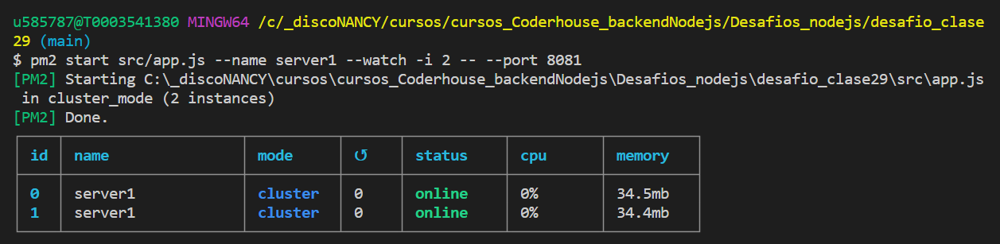 u585787@T0003541380 MINGW64 /c/_discoNANCY/cursos/cursos_Coderhouse_backendNodejs/Desafios_nodejs/desafio_clase
29 (main)
$ pm2 start src/app.js --name server1 --watch -i 2 -- --port 8081
[PM2] Starting C:\_discoNANCY\cursos\cursos_Coderhouse_backendNodejs\Desafios_nodejs\desafio_clase29\src\app.js
in cluster_mode (2 instances)
[PM2] Done.
id name mode ↺ status cpu memory
0 server1 cluster 0 online 0% 34.5mb
1 server1 cluster 0 online 0% 34.4mb